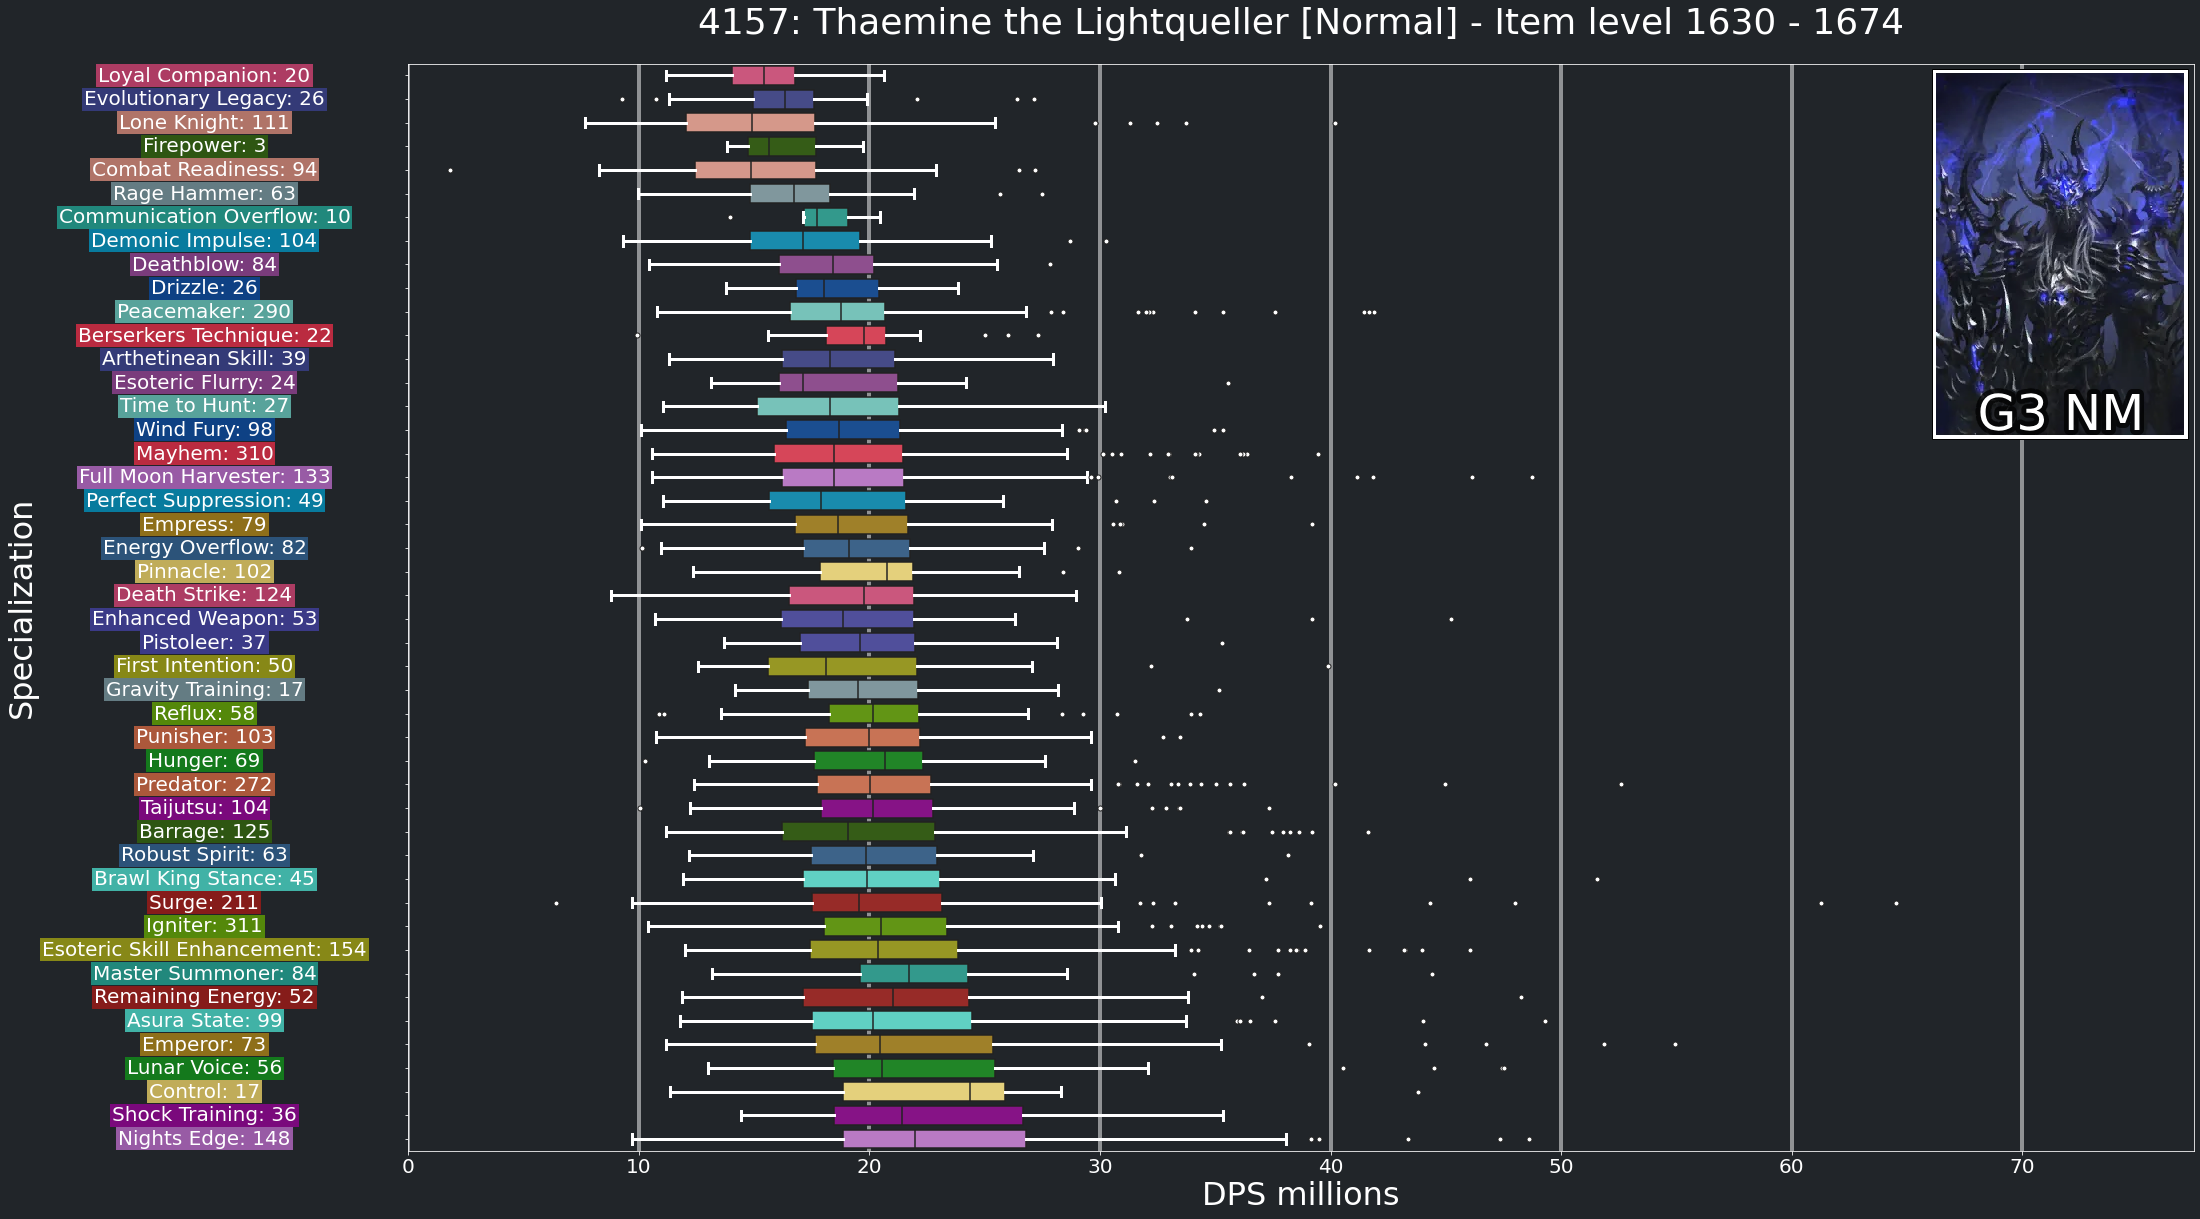 4157: Thaemine the Lightqueller [Normal] - Item level 1630 - 1674
Loyal Companion: 20
Evolutionary Legacy: 26
Lone Knight: 111
Firepower: 3
Combat Readiness: 94
Rage Hammer: 63
Communication Overflow: 10
Demonic Impulse: 104
Deathblow: 84
Drizzle: 26
Peacemaker: 290
Berserkers Technique: 22
Arthetinean Skill: 39
Esoteric Flurry: 24
Time to Hunt: 27
Wind Fury: 98
Mayhem: 310
Full Moon Harvester: 133
Perfect Suppression: 49
Empress: 79
Energy Overflow: 82
Pinnacle: 102
Death Strike: 124
Enhanced Weapon: 53
Pistoleer: 37
First Intention: 50
Gravity Training: 17
Reflux: 58
Punisher: 103
Hunger: 69
Predator: 272
Taijutsu: 104
Barrage: 125
Robust Spirit: 63
Brawl King Stance: 45
Surge: 211
Igniter: 311
Esoteric Skill Enhancement: 154
Master Summoner: 84
Remaining Energy: 52
Asura State: 99
Emperor: 73
Lunar Voice: 56
Control: 17
Shock Training: 36
Nights Edge: 148
Specialization
G3 NM
0 10 20 30 40 50 60 70
DPS millions